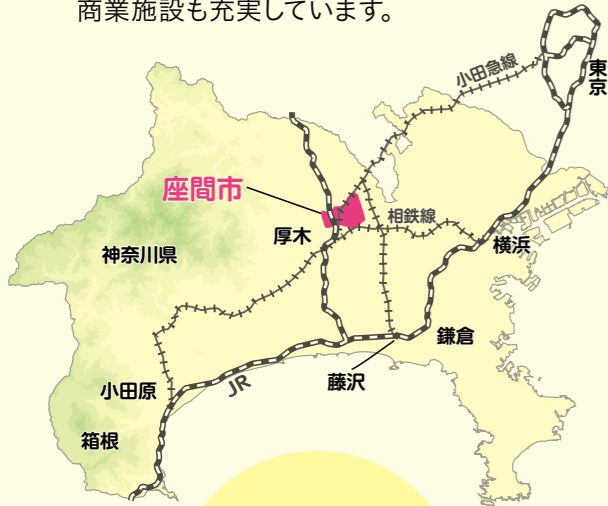 商業施設も充実しています。
小田急線
東京
座間市
相鉄線
厚木
横浜
神奈川県
鎌倉
藤沢
JR
小田原
箱根